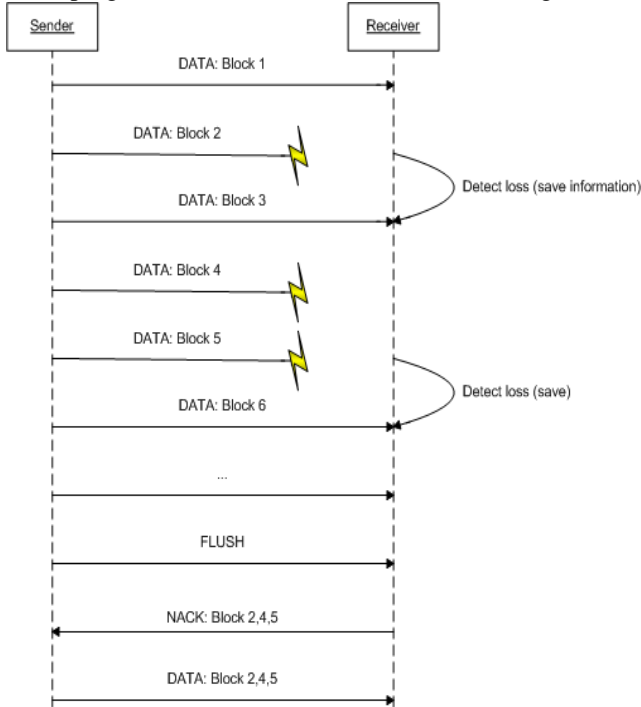 Sender
Receiver
DATA: Block 1
DATA: Block 2
Detect loss (save information)
DATA: Block 3
DATA: Block 4
DATA: Block 5
Detect loss (save)
DATA: Block 6
...
FLUSH
NACK: Block 2,4,5
DATA: Block 2,4,5